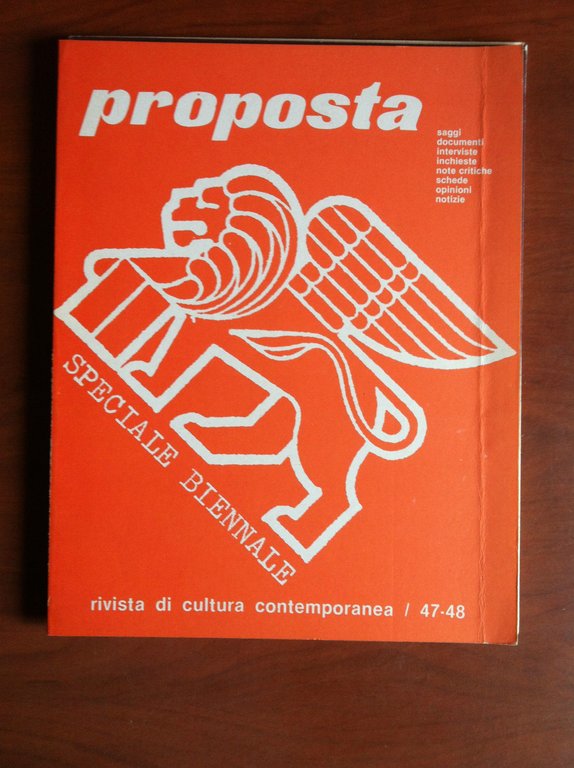 proposta
saggi
documenti
interviste
inchieste
note critiche
schede
opinioni
notizie
SPECIALE BIENNALE
rivista di cultura contemporanea / 47-48